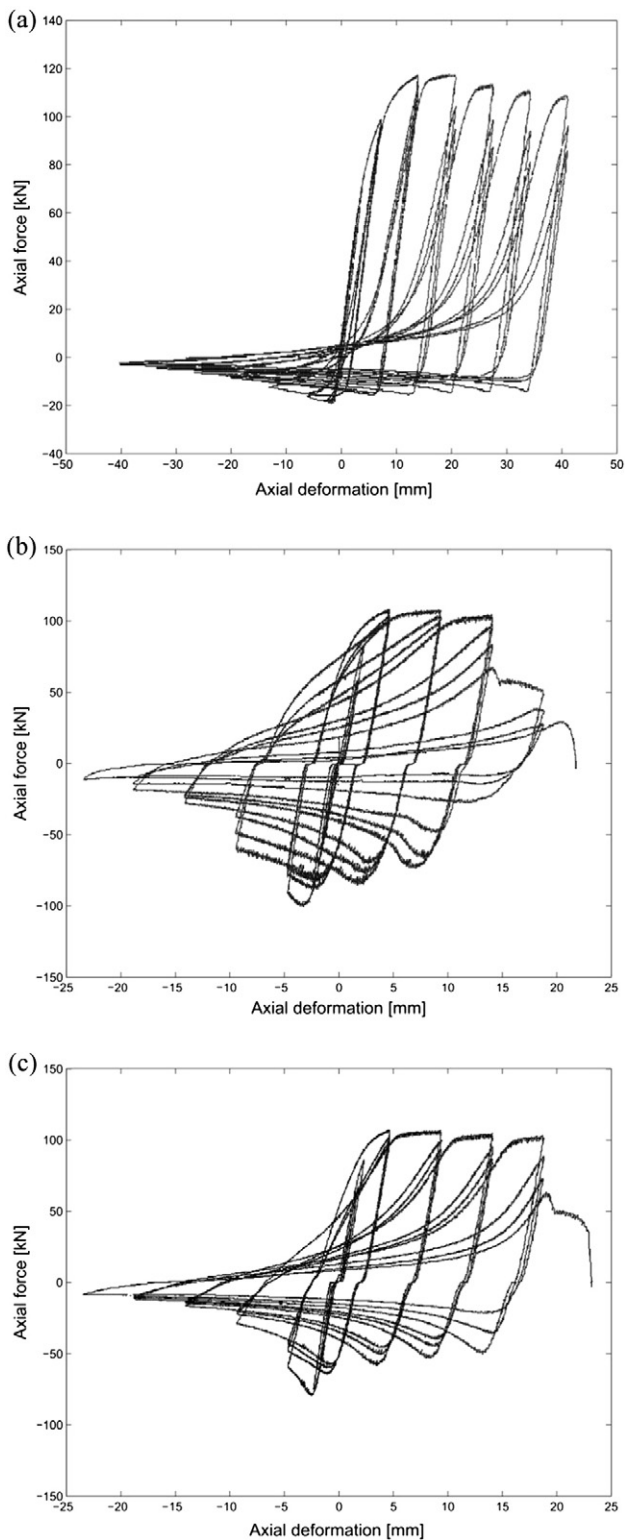 (a)
140
120
100
80
60
40
20
0
−20
−40
Axial force [kN]
−50 −40 −30 −20 −10 0 10 20 30 40 50
Axial deformation [mm]
(b)
150
100
50
0
−50
−100
−150
Axial force [kN]
−25 −20 −15 −10 −5 0 5 10 15 20 25
Axial deformation [mm]
(c)
150
100
50
0
−50
−100
−150
Axial force [kN]
−25 −20 −15 −10 −5 0 5 10 15 20 25
Axial deformation [mm]